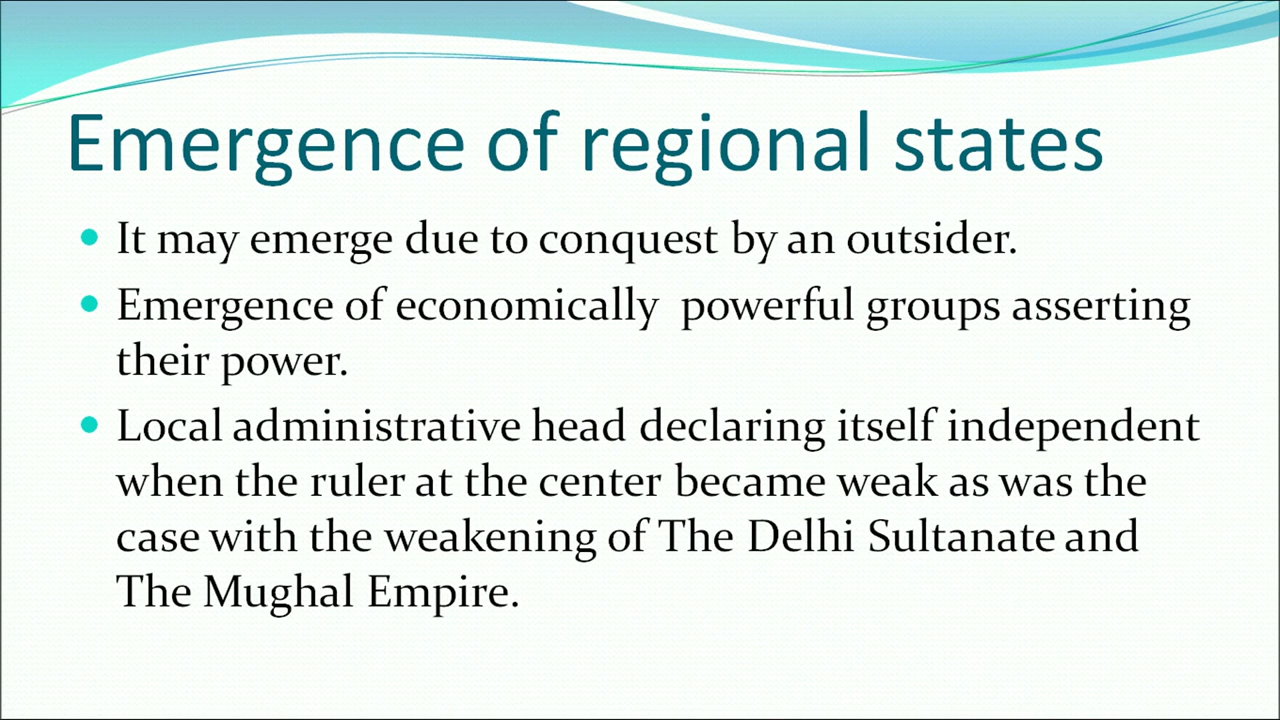 Emergence of regional states
• It may emerge due to conquest by an outsider.
• Emergence of economically  powerful groups asserting
their power.
• Local administrative head declaring itself independent
when the ruler at the center became weak as was the
case with the weakening of The Delhi Sultanate and
The Mughal Empire.